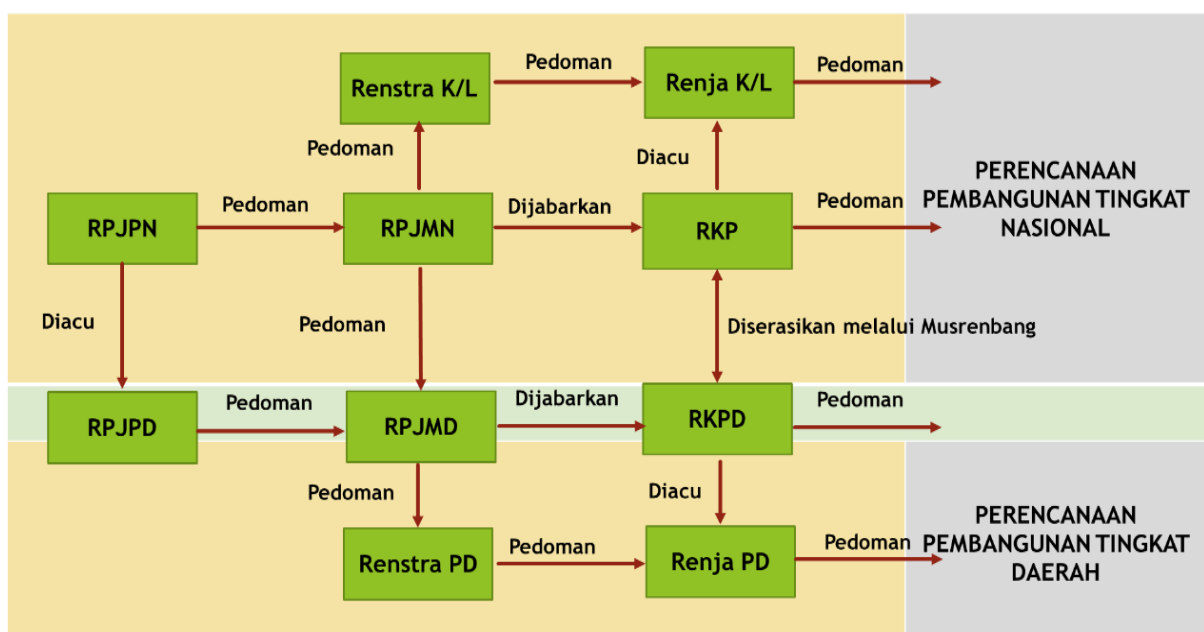 Pedoman
Pedoman
Renstra K/L
Renja K/L
Pedoman
Diacu
Pedoman
Dijabarkan
Pedoman
RPJPN
RPJMN
RKP
PERENCANAAN
PEMBANGUNAN TINGKAT
NASIONAL
Diacu
Pedoman
Diserasikan melalui Musrenbang
Pedoman
Dijabarkan
Pedoman
RPJPD
RPJMD
RKPD
Pedoman
Diacu
Renstra PD
Pedoman
Renja PD
Pedoman
PERENCANAAN
PEMBANGUNAN TINGKAT
DAERAH